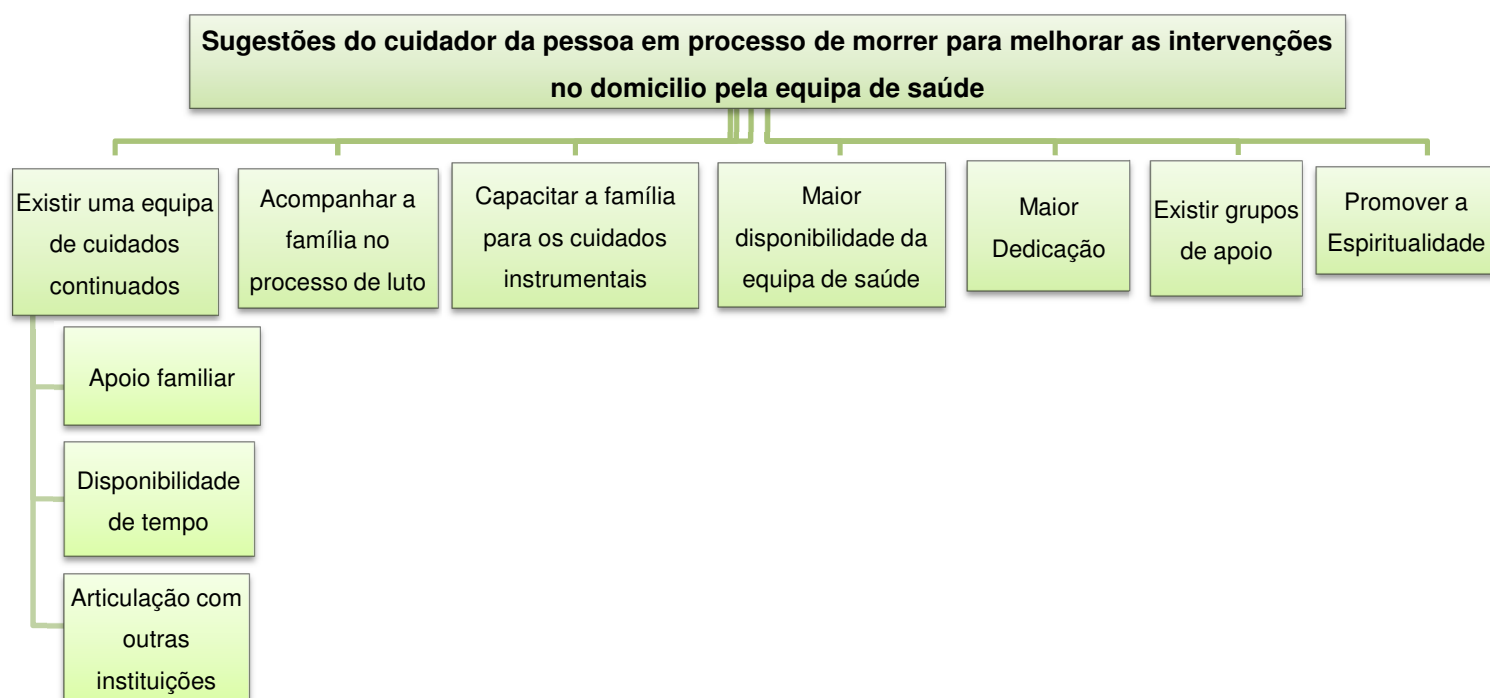 Sugestões do cuidador da pessoa em processo de morrer para melhorar as intervenções
no domicilio pela equipa de saúde
Existir uma equipa
de cuidados
continuados
Acompanhar a
família no
processo de luto
Capacitar a família
para os cuidados
instrumentais
Maior
disponibilidade da
equipa de saúde
Maior
Dedicação
Existir grupos
de apoio
Promover a
Espiritualidade
Apoio familiar
Disponibilidade
de tempo
Articulação com
outras
instituições